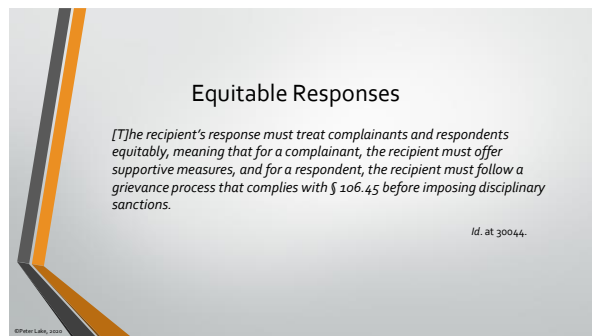 Equitable Responses
[T]he recipient's response must treat complainants and respondents
equitably, meaning that for a complainant, the recipient must offer
supportive measures, and for a respondent, the recipient must follow a
grievance process that complies with § 106.45 before imposing disciplinary
sanctions.
Id. at 30044.
©Peter Lake, 2020